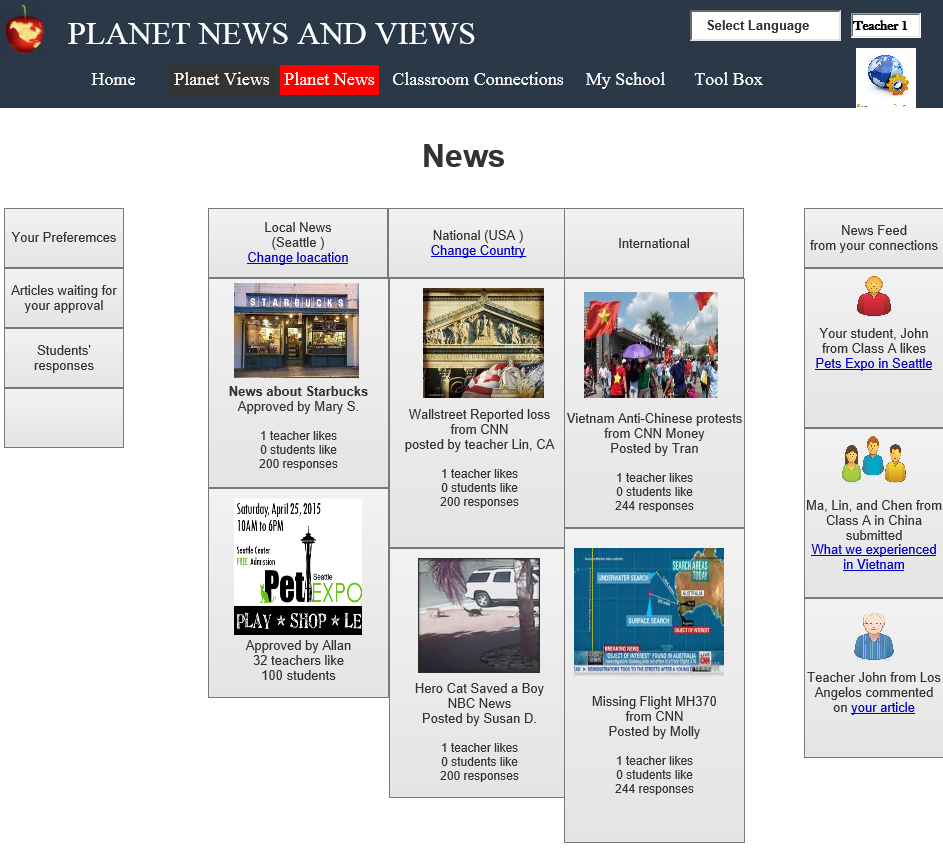 PLANET NEWS AND VIEWS
Select Language
Teacher 1
Home
Planet Views
Planet News
Classroom Connections
My School
Tool Box
News
Your Preferemces
Articles waiting for
your approval
Students'
responses
Local News
(Seattle )
Change loacation
STARBUCKS
News about Starbucks
Approved by Mary S.
1 teacher likes
0 students like
200 responses
Saturday, April 25, 2015
10AM to 6PM
Seattle Center
FREE Admission
Seattle
Pet EXPO
PLAY ★ SHOP ★ LE
Approved by Allan
32 teachers like
100 students
National (USA )
Change Country
Wallstreet Reported loss
from CNN
posted by teacher Lin, CA
1 teacher likes
0 students like
200 responses
Hero Cat Saved a Boy
NBC News
Posted by Susan D.
1 teacher likes
0 students like
200 responses
International
Vietnam Anti-Chinese protests
from CNN Money
Posted by Tran
1 teacher likes
0 students like
244 responses
SEARCH AREAS
TODAY
UNDERWATER SEARCH
AUSTRALIA
SURFACE SEARCH
OBJECT OF INTEREST
BREAKING NEWS
"OBJECT OF INTEREST" FOUND IN AUSTRALIA
CNN
Missing Flight MH370
from CNN
Posted by Molly
1 teacher likes
0 students like
244 responses
News Feed
from your connections
Your student, John
from Class A likes
Pets Expo in Seattle
Ma, Lin, and Chen from
Class A in China
submitted
What we experienced
in Vietnam
Teacher John from Los
Angelos commented
on your article